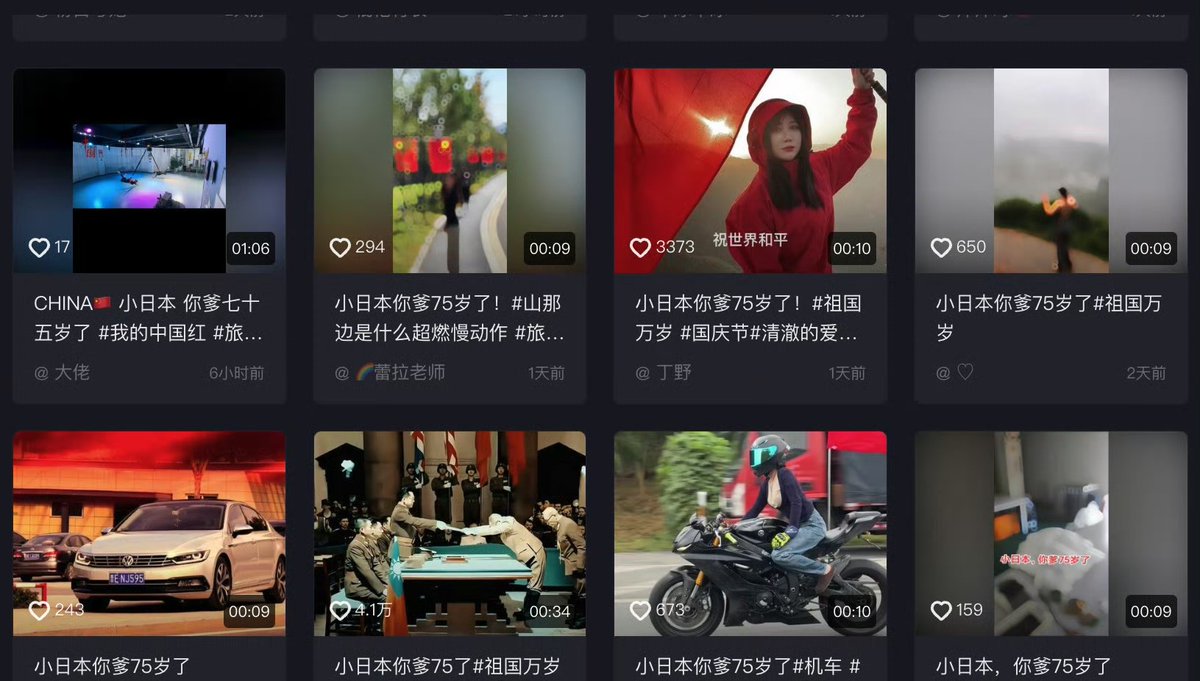 17
01:06
294
00:09
3373
祝世界和平
00:10
650
00:09
CHINA🇨🇳 小日本 你爹七十
五岁了 #我的中国红 #旅...
@ 大佬
6小时前
小日本你爹75岁了！#山那
边是什么超燃慢动作 #旅...
@ 🌈蕾拉老师
1天前
小日本你爹75岁了！#祖国
万岁 #国庆节#清澈的爱...
@ 丁野
1天前
小日本你爹75岁了#祖国万
岁
@ ♡
2天前
243
00:09
4.1万
00:34
673
00:10
小日本，你爹75岁了
159
00:09
小日本你爹75岁了
小日本你爹75了#祖国万岁
小日本你爹75岁了#机车 #
小日本，你爹75岁了